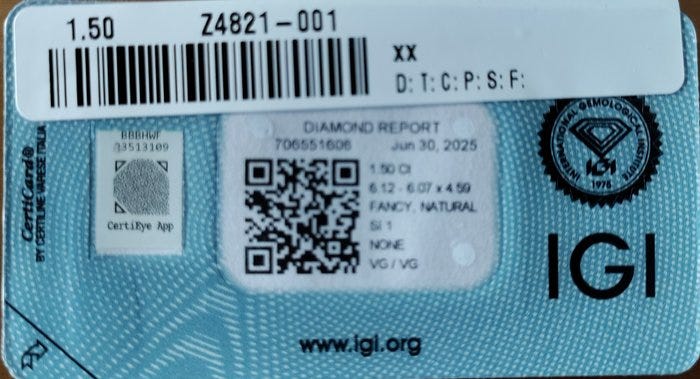 1.50 Z4821-001
XX
D: T: C: P: S: F:
CertiCard®
BY CERTILINE-VARESE ITALIA
BBBHWF
33513109
CertiEye App
DIAMOND REPORT
706551606 Jun 30, 2025
1.50 Ct
6.12 - 6.07 x 4.59
FANCY, NATURAL
SI 1
NONE
VG / VG
INTERNATIONAL GEMOLOGICAL INSTITUTE
IGI
1975
IGI
www.igi.org